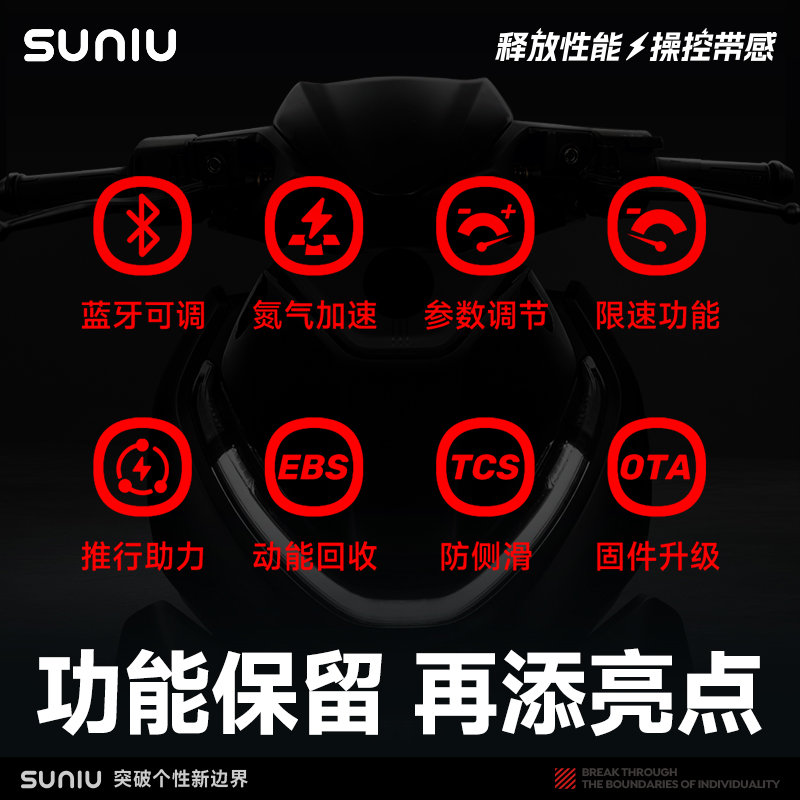 SUNIU
释放性能 操控带感
蓝牙可调
氮气加速
参数调节
限速功能
EBS
TCS
OTA
推行助力
动能回收
防侧滑
固件升级
功能保留 再添亮点
SUNIU 突破个性新边界
BREAK THROUGH
THE BOUNDARIES OF INDIVIDUALITY